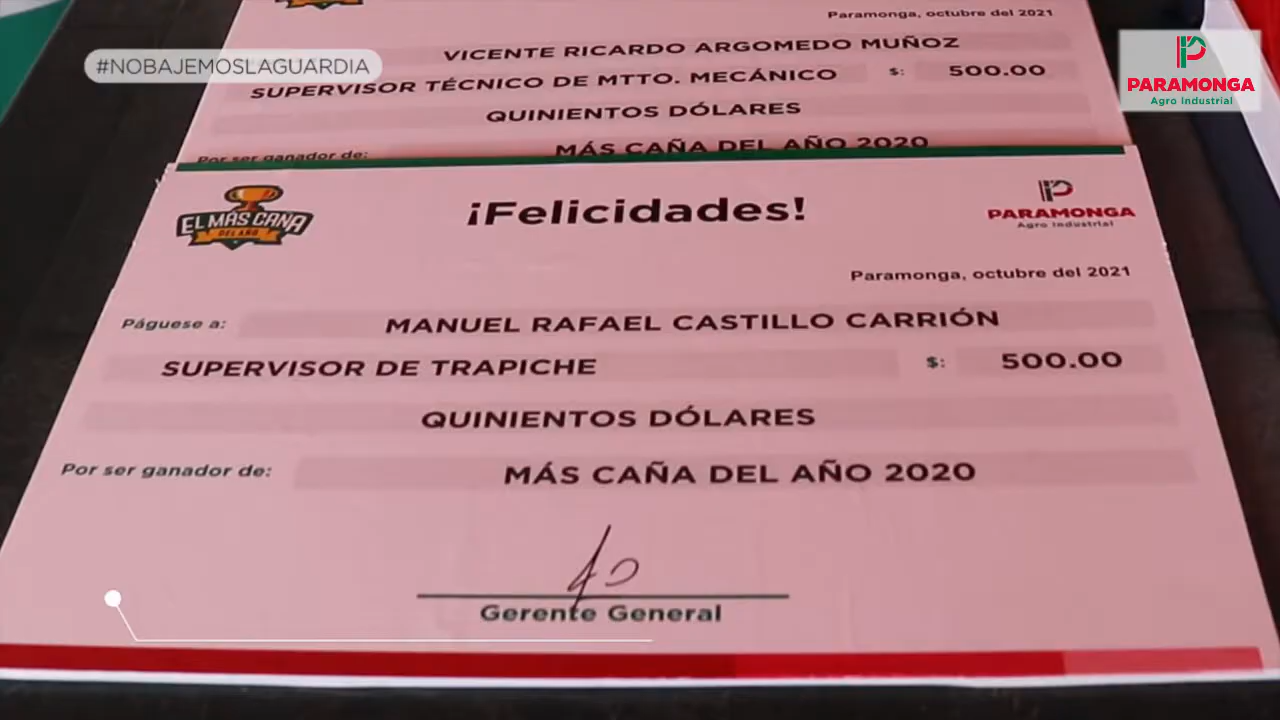 #NOBAJEMOSLAGUARDIA
PARAMONGA
Agro Industrial
Paramonga, octubre del 2021
VICENTE RICARDO ARGOMEDO MUÑOZ
SUPERVISOR TÉCNICO DE MTTO. MECÁNICO $: 500.00
QUINIENTOS DÓLARES
Por ser ganador de: MÁS CAÑA DEL AÑO 2020
EL MÁS CAÑA
DEL AÑO
¡Felicidades!
PARAMONGA
Agro Industrial
Paramonga, octubre del 2021
Páguese a: MANUEL RAFAEL CASTILLO CARRIÓN
SUPERVISOR DE TRAPICHE $: 500.00
QUINIENTOS DÓLARES
Por ser ganador de: MÁS CAÑA DEL AÑO 2020
Gerente General